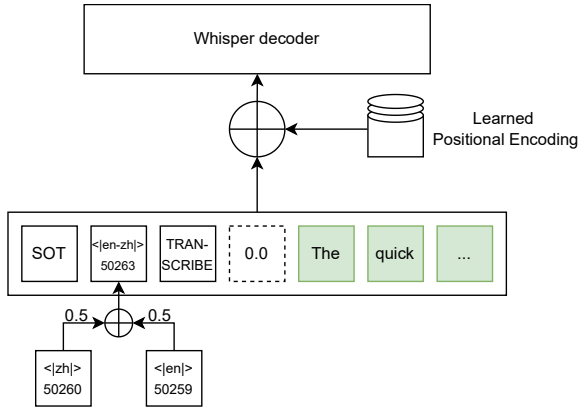 Whisper decoder
Learned
Positional Encoding
SOT
<|en-zh|>
50263
TRAN-
SCRIBE
0.0
The
quick
...
0.5
0.5
<|zh|>
50260
<|en|>
50259